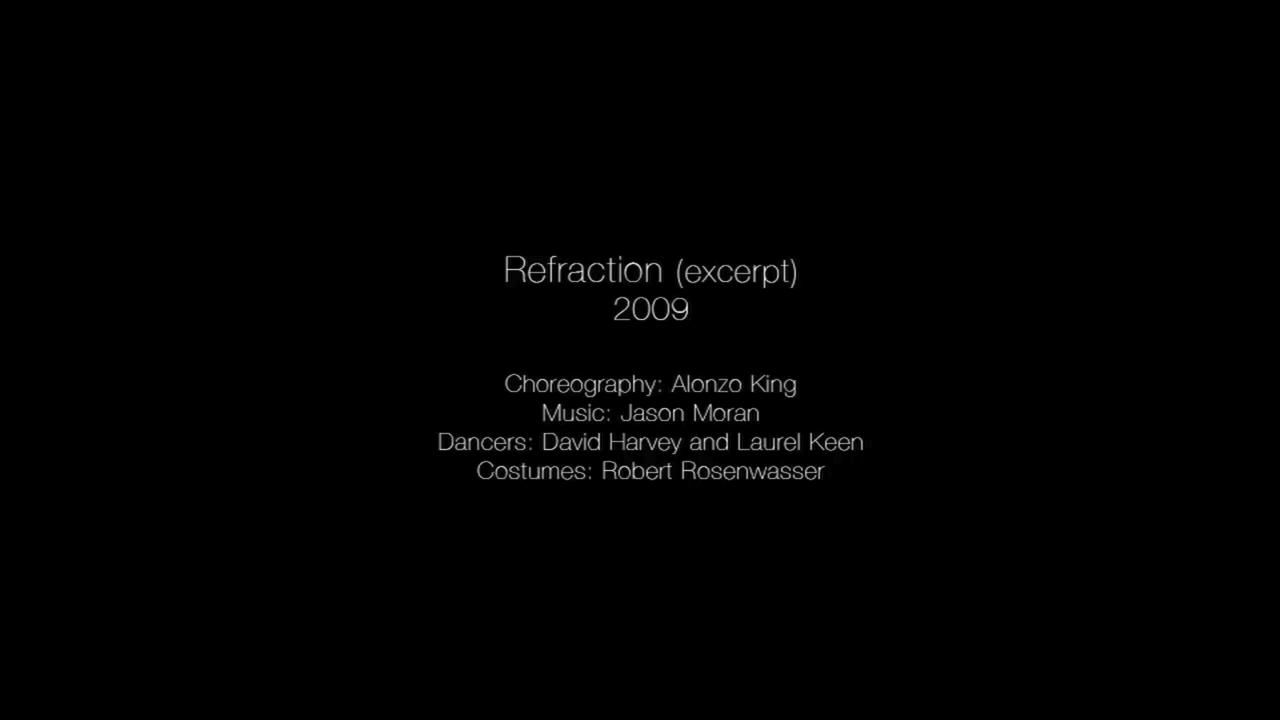 Refraction (excerpt)
2009
Choreography: Alonzo King
Music: Jason Moran
Dancers: David Harvey and Laurel Keen
Costumes: Robert Rosenwasser